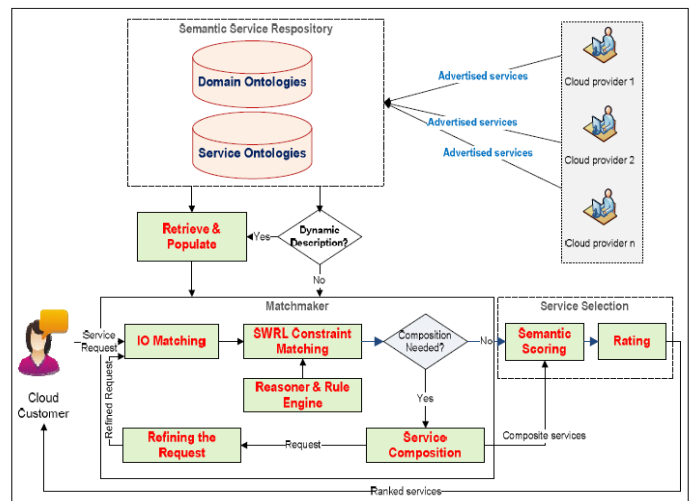 Semantic Service Respository
Domain Ontologies
Service Ontologies
Advertised services
Advertised services
Advertised services
Cloud provider 1
Cloud provider 2
Cloud provider n
Retrieve &
Populate
Yes
Dynamic
Description?
No
Matchmaker
Service Selection
Service
Request
IO Matching
SWRL Constraint
Matching
Composition
Needed?
No
Semantic
Scoring
Rating
Reasoner & Rule
Engine
Cloud
Customer
Refined Request
Yes
Refining the
Request
Request
Service
Composition
Composite services
Ranked services